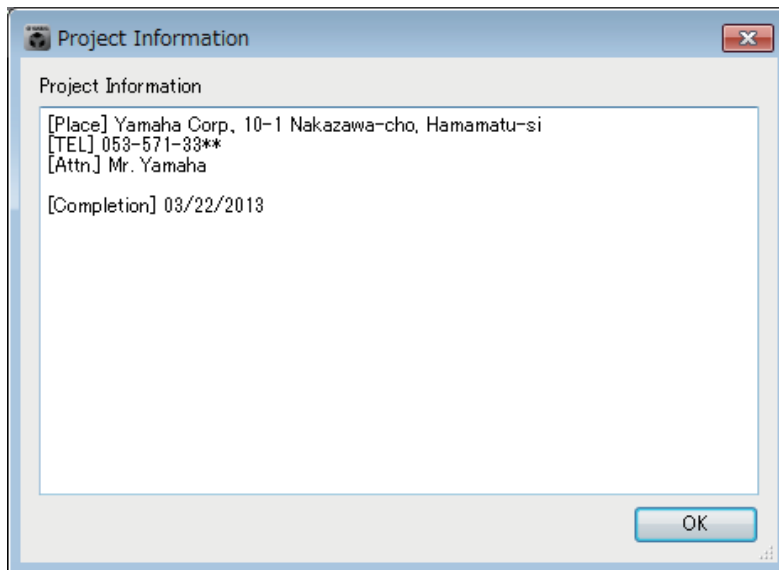 Project Information
Project Information
[Place] Yamaha Corp, 10-1 Nakazawa-cho, Hamamatu-si
[TEL] 053-571-33**
[Attn.] Mr. Yamaha
[Completion] 03/22/2013
OK